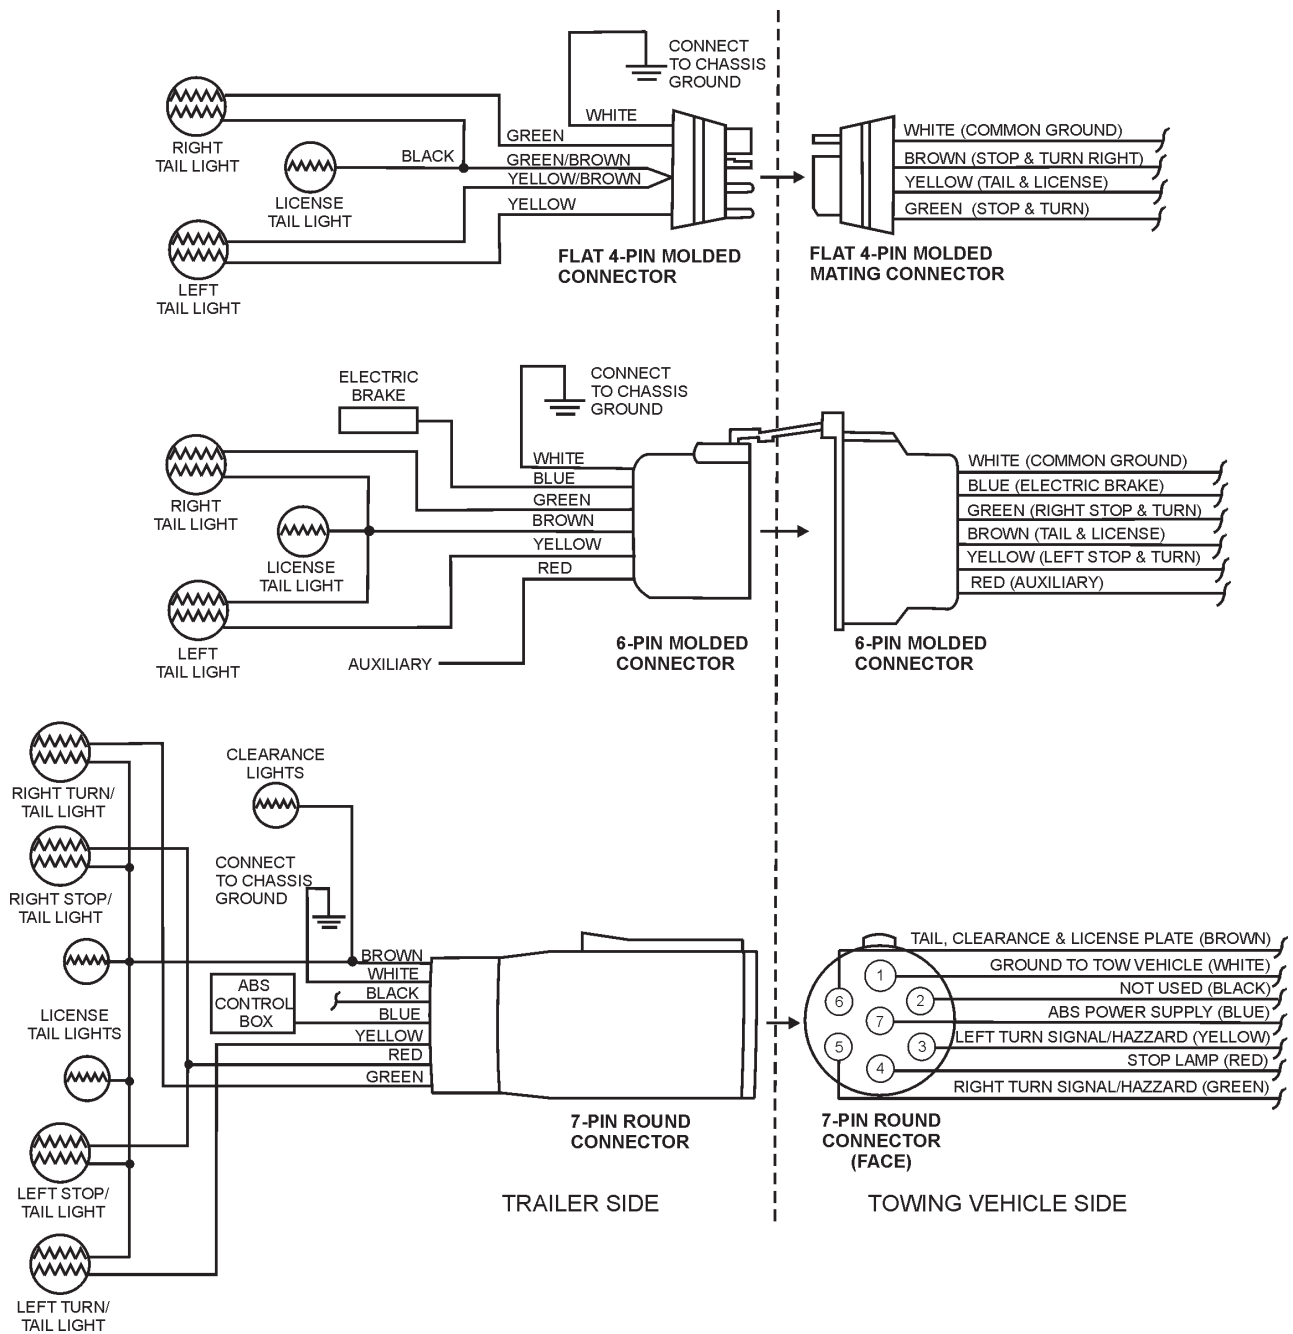 CONNECT
TO CHASSIS
GROUND
WHITE
GREEN
BLACK
GREEN/BROWN
YELLOW/BROWN
YELLOW
RIGHT
TAIL LIGHT
LICENSE
TAIL LIGHT
LEFT
TAIL LIGHT
FLAT 4-PIN MOLDED
CONNECTOR
WHITE (COMMON GROUND)
BROWN (STOP & TURN RIGHT)
YELLOW (TAIL & LICENSE)
GREEN (STOP & TURN)
FLAT 4-PIN MOLDED
MATING CONNECTOR
ELECTRIC
BRAKE
CONNECT
TO CHASSIS
GROUND
WHITE
BLUE
GREEN
BROWN
YELLOW
RED
RIGHT
TAIL LIGHT
LICENSE
TAIL LIGHT
LEFT
TAIL LIGHT
AUXILIARY
6-PIN MOLDED
CONNECTOR
WHITE (COMMON GROUND)
BLUE (ELECTRIC BRAKE)
GREEN (RIGHT STOP & TURN)
BROWN (TAIL & LICENSE)
YELLOW (LEFT STOP & TURN)
RED (AUXILIARY)
6-PIN MOLDED
CONNECTOR
RIGHT TURN/
TAIL LIGHT
RIGHT STOP/
TAIL LIGHT
LICENSE
TAIL LIGHTS
LEFT STOP/
TAIL LIGHT
LEFT TURN/
TAIL LIGHT
CLEARANCE
LIGHTS
CONNECT
TO CHASSIS
GROUND
ABS
CONTROL
BOX
BROWN
WHITE
BLACK
BLUE
YELLOW
RED
GREEN
7-PIN ROUND
CONNECTOR
TRAILER SIDE
1
6
2
7
5
3
4
TAIL, CLEARANCE & LICENSE PLATE (BROWN)
GROUND TO TOW VEHICLE (WHITE)
NOT USED (BLACK)
ABS POWER SUPPLY (BLUE)
LEFT TURN SIGNAL/HAZZARD (YELLOW)
STOP LAMP (RED)
RIGHT TURN SIGNAL/HAZZARD (GREEN)
7-PIN ROUND
CONNECTOR
(FACE)
TOWING VEHICLE SIDE